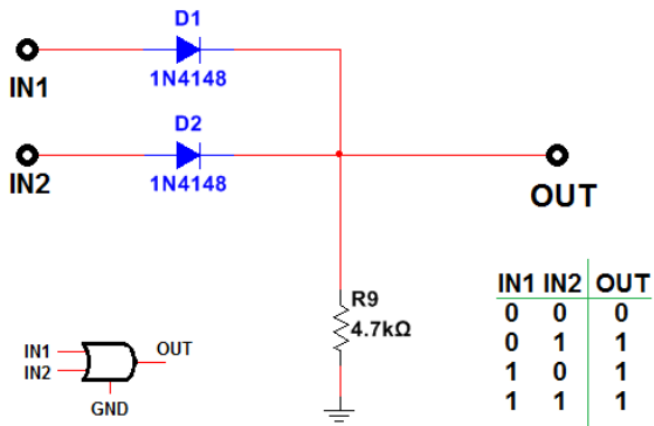 D1
1N4148
IN1
D2
1N4148
IN2
OUT
R9
4.7kΩ
IN1 IN2 OUT
0 0 0
0 1 1
1 0 1
1 1 1
IN1
IN2
OUT
GND